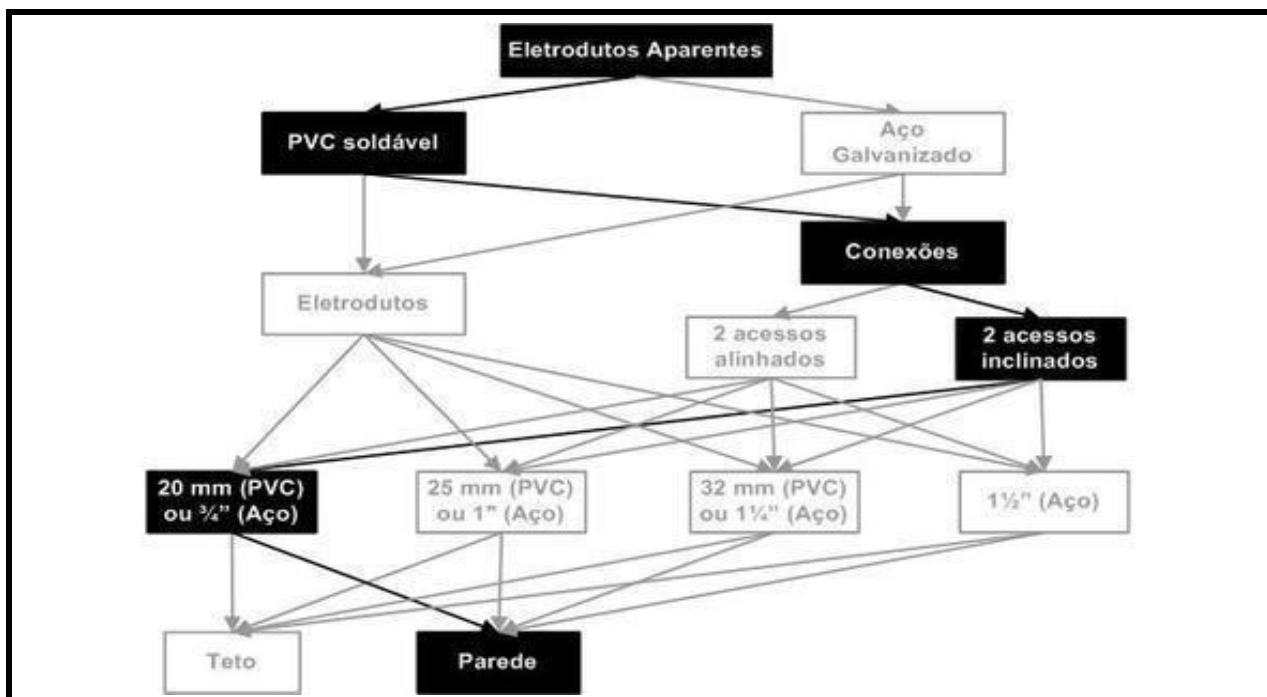 Eletrodutos Aparentes
PVC soldável
Aço
Galvanizado
Conexões
Eletrodutos
2 acessos
alinhados
2 acessos
inclinados
20 mm (PVC)
ou ¾” (Aço)
25 mm (PVC)
ou 1” (Aço)
32 mm (PVC)
ou 1¼” (Aço)
1½” (Aço)
Teto
Parede